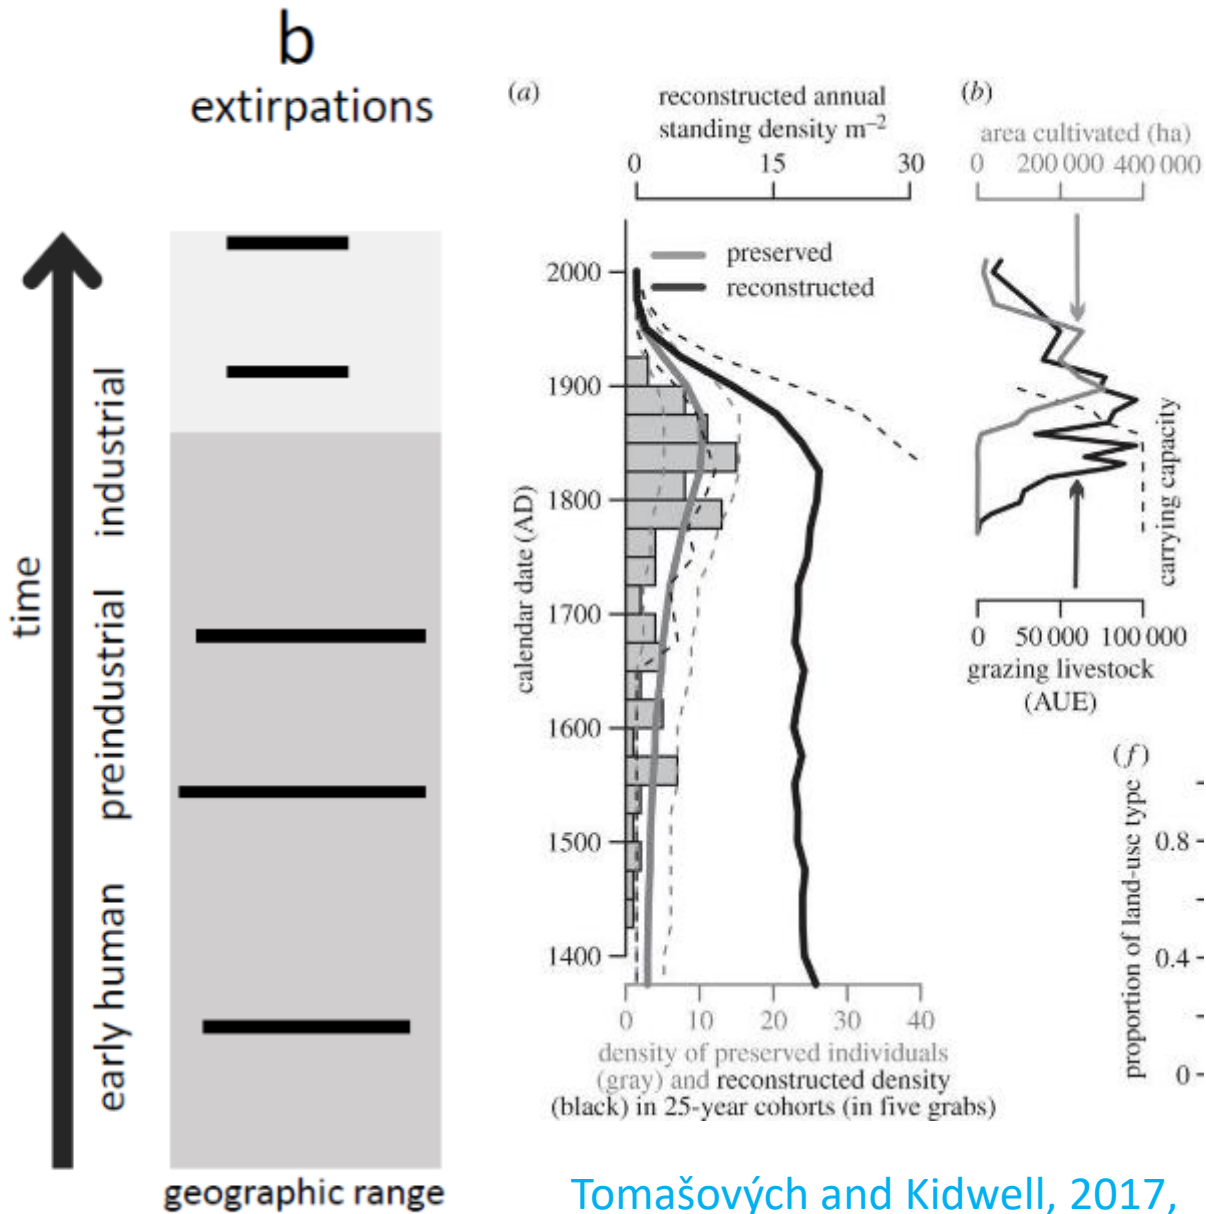 b
extirpations
time
industrial
preindustrial
early human
geographic range
(a)
reconstructed annual
standing density m⁻²
0 15 30
preserved
reconstructed
calendar date (AD)
2000
1900
1800
1700
1600
1500
1400
0 10 20 30 40
density of preserved individuals
(gray) and reconstructed density
(black) in 25-year cohorts (in five grabs)
(b)
area cultivated (ha)
0 200 000 400 000
carrying capacity
0 50 000 100 000
grazing livestock
(AUE)
(f)
proportion of land-use type
0.8
0.4
0
Tomašových and Kidwell, 2017,